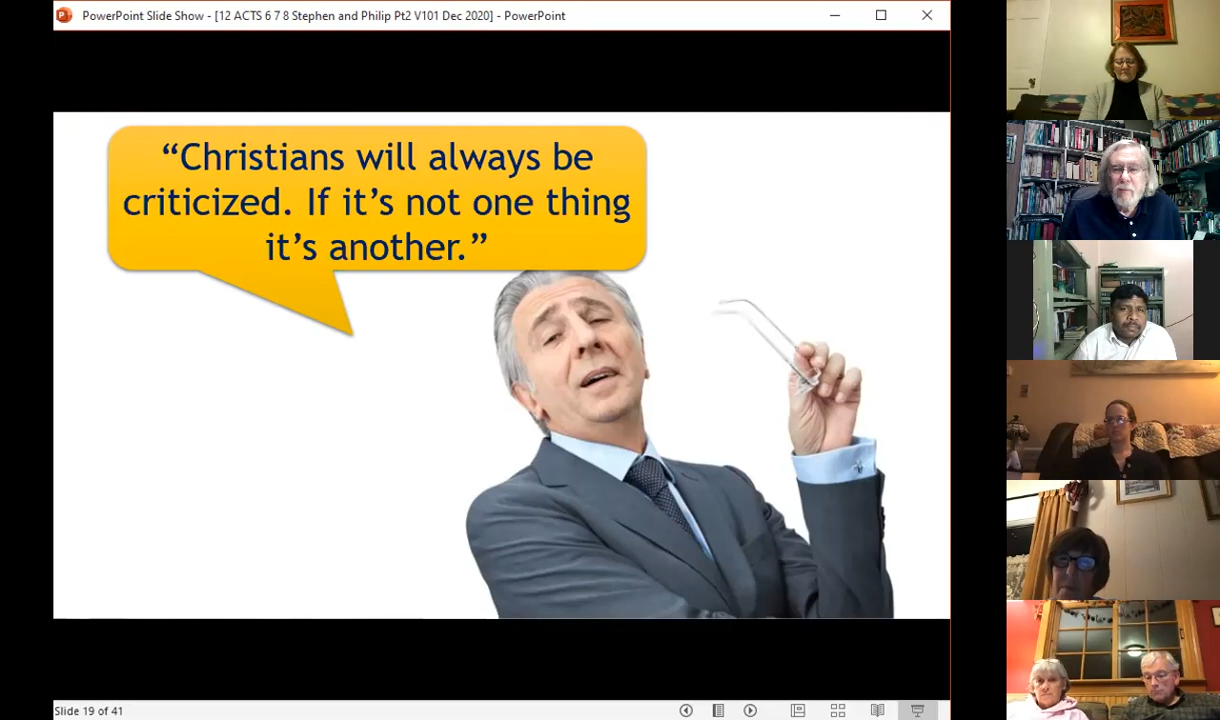 PowerPoint Slide Show - [12 ACTS 6 7 8 Stephen and Philip Pt2 V101 Dec 2020] - PowerPoint
“Christians will always be
criticized. If it’s not one thing
it’s another.”
Slide 19 of 41